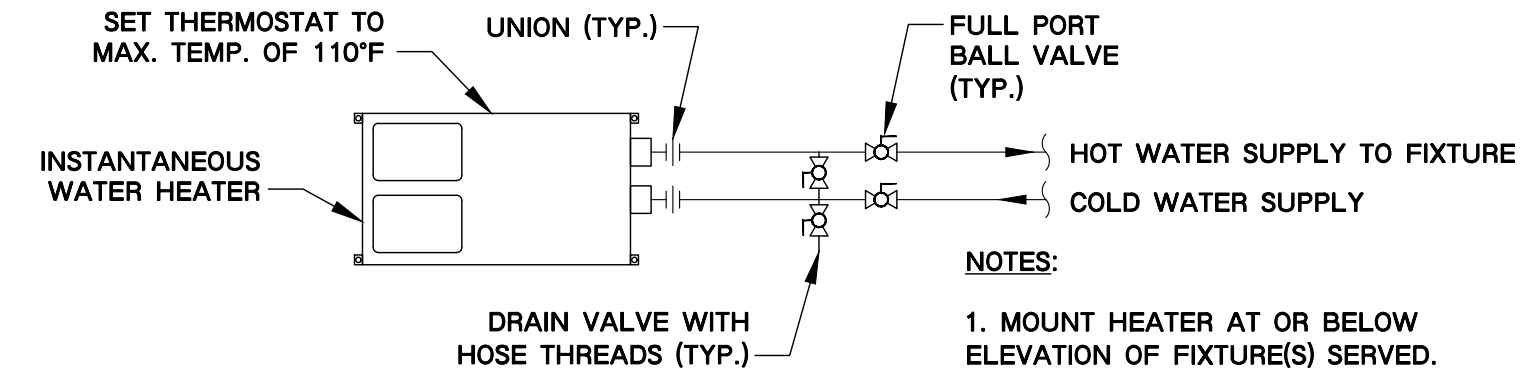 SET THERMOSTAT TO
MAX. TEMP. OF 110°F
UNION (TYP.)
FULL PORT
BALL VALVE
(TYP.)
INSTANTANEOUS
WATER HEATER
HOT WATER SUPPLY TO FIXTURE
COLD WATER SUPPLY
DRAIN VALVE WITH
HOSE THREADS (TYP.)
NOTES:
1. MOUNT HEATER AT OR BELOW
ELEVATION OF FIXTURE(S) SERVED.